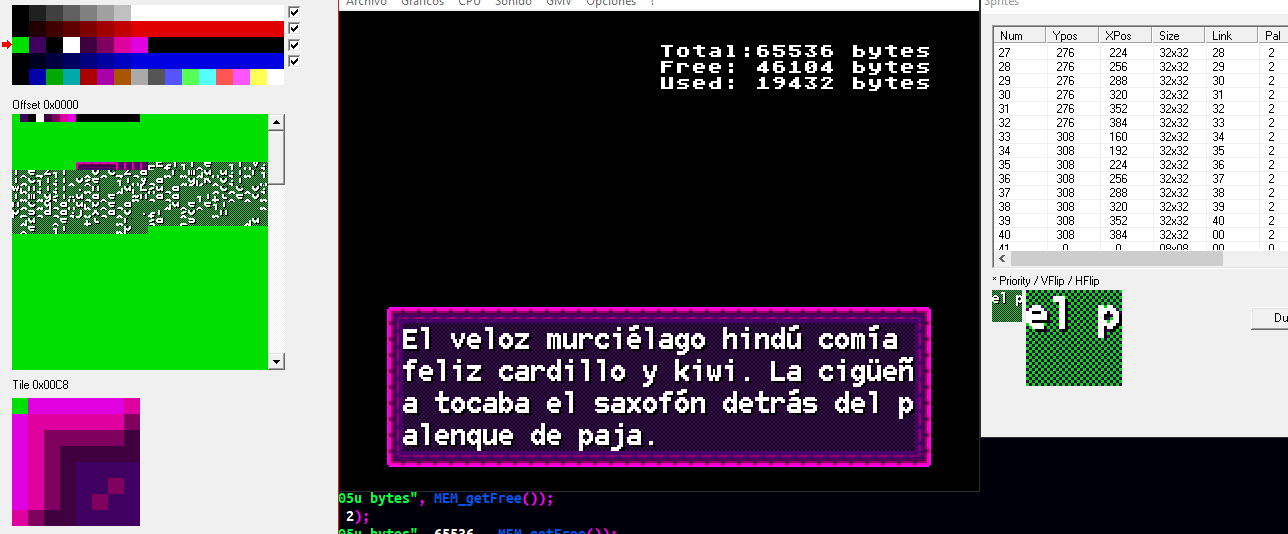 Archivo Gráficos CPU Sonido GMV Opciones !
Sprites
Offset 0x0000
Tile 0x00C8
Total:65536 bytes
Free: 46104 bytes
Used: 19432 bytes
El veloz murciélago hindú comía
feliz cardillo y kiwi. La cigüeñ
a tocaba el saxofón detrás del p
alenque de paja.
05u bytes", MEM_getFree());
2);
05u bytes", 65536 - MEM_getFree());
Num Ypos XPos Size Link Pal
27 276 224 32x32 28 2
28 276 256 32x32 29 2
29 276 288 32x32 30 2
30 276 320 32x32 31 2
31 276 352 32x32 32 2
32 276 384 32x32 33 2
33 308 160 32x32 34 2
34 308 192 32x32 35 2
35 308 224 32x32 36 2
36 308 256 32x32 37 2
37 308 288 32x32 38 2
38 308 320 32x32 39 2
39 308 352 32x32 40 2
40 308 384 32x32 00 2
41 0 0 08x08 00 0
* Priority / VFlip / HFlip
el p
el p
Du